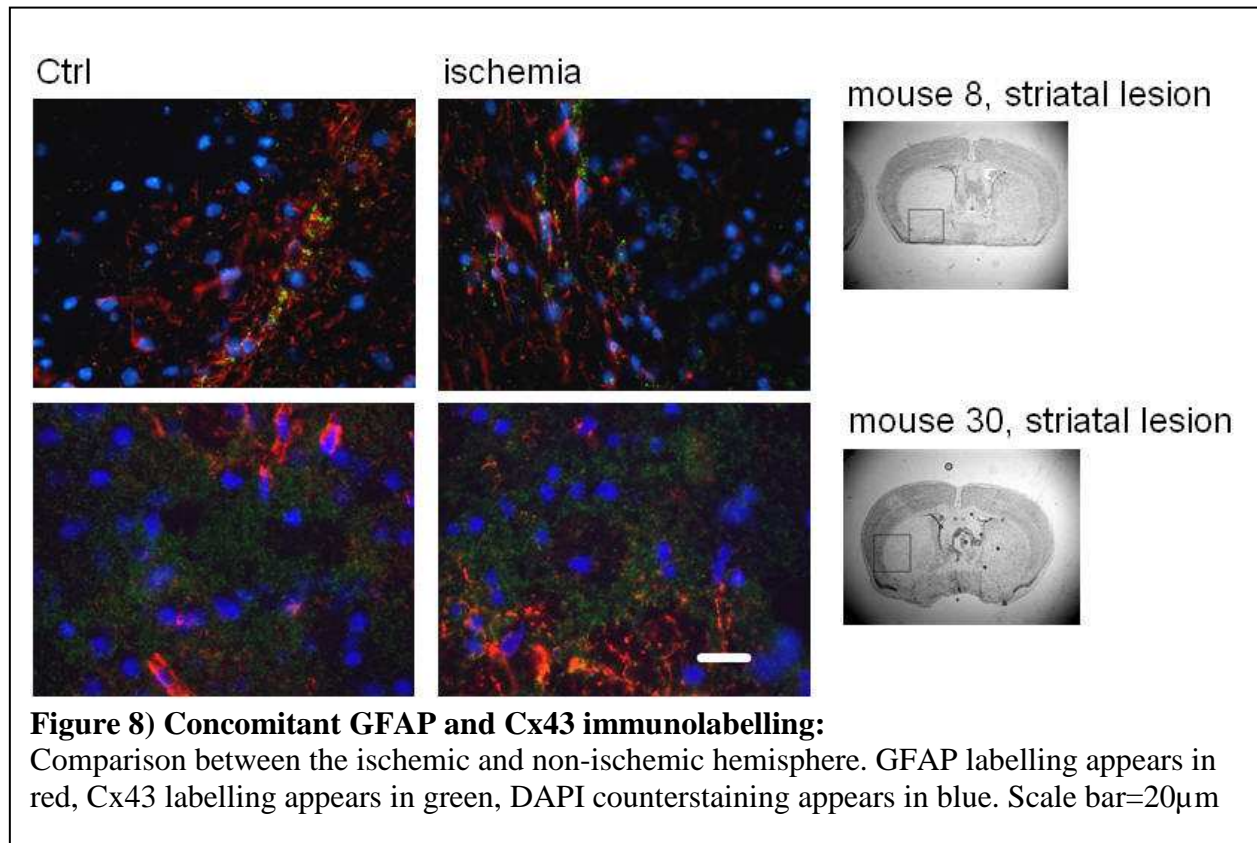 Ctrl
ischemia
mouse 8, striatal lesion
mouse 30, striatal lesion
Figure 8) Concomitant GFAP and Cx43 immunolabelling:
Comparison between the ischemic and non-ischemic hemisphere. GFAP labelling appears in
red, Cx43 labelling appears in green, DAPI counterstaining appears in blue. Scale bar=20µm